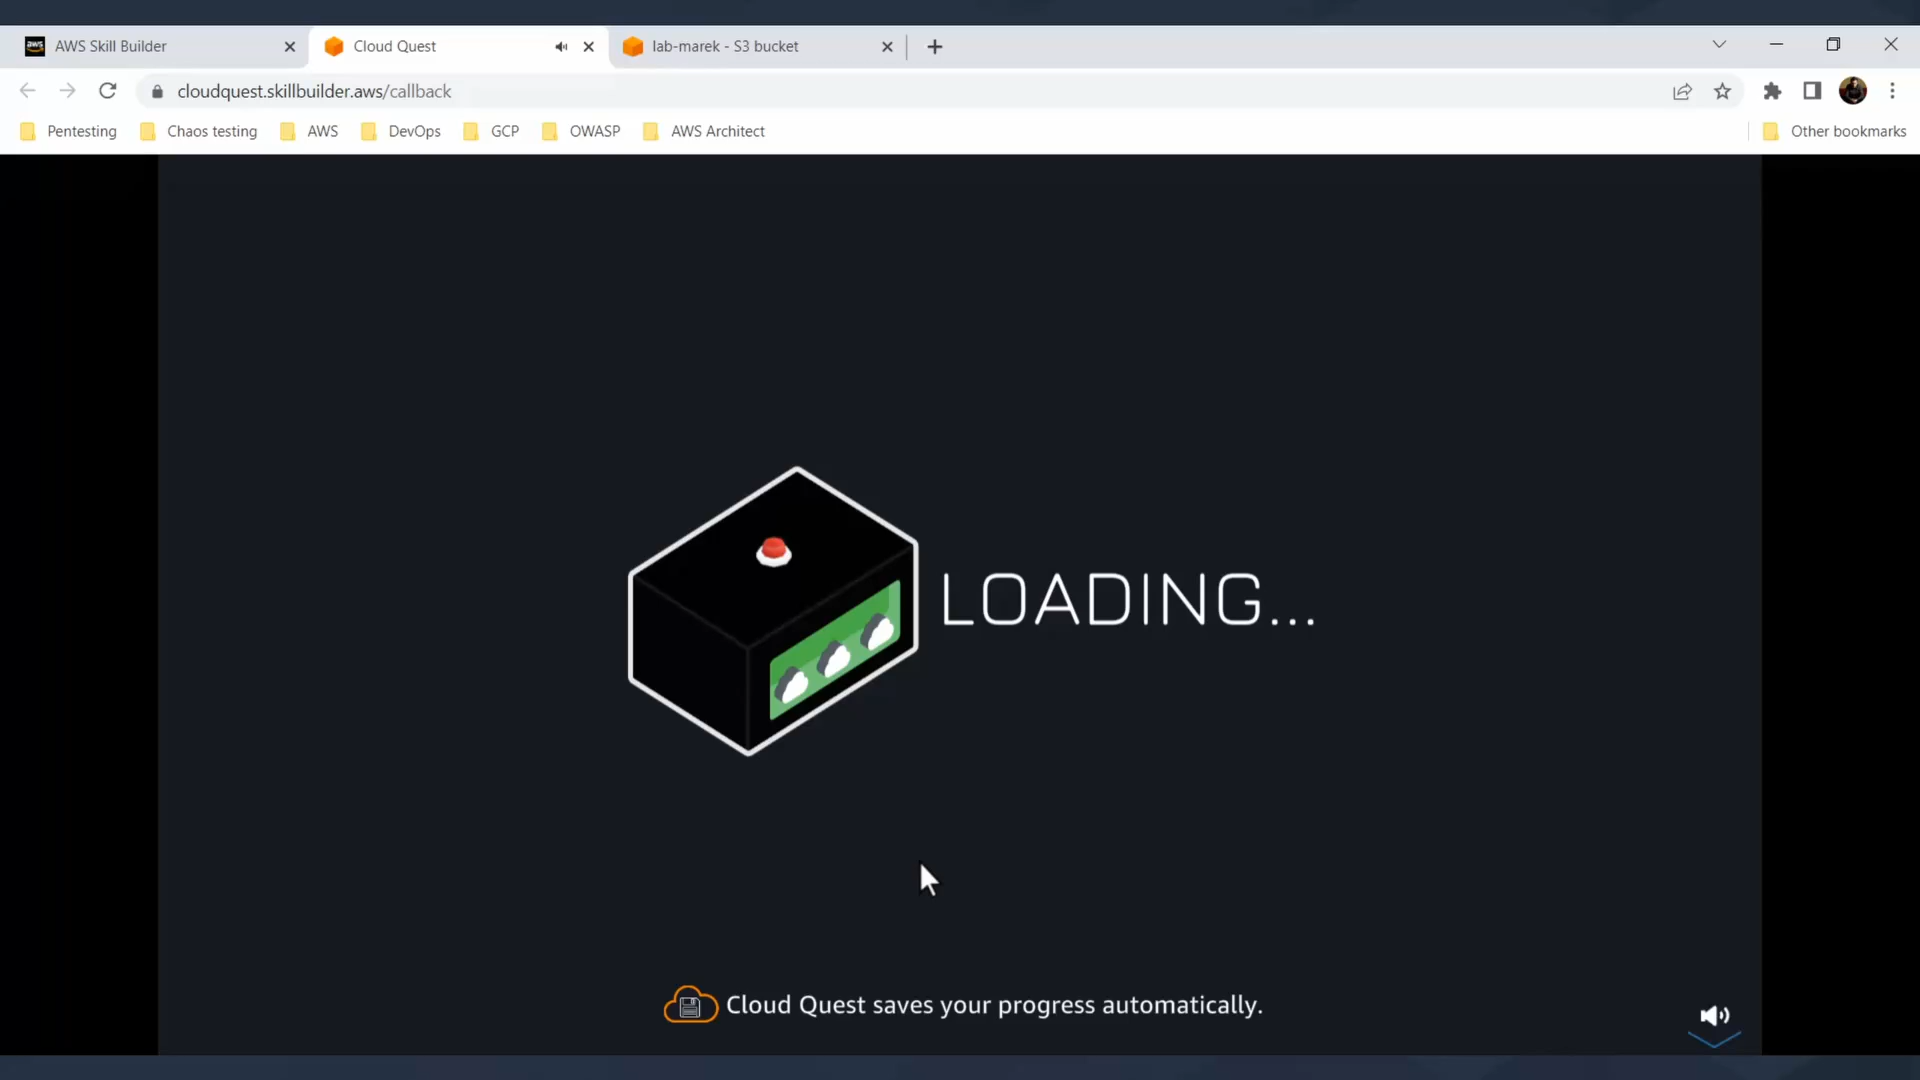 aws AWS Skill Builder Cloud Quest lab-marek - S3 bucket
cloudquest.skillbuilder.aws/callback
Pentesting Chaos testing AWS DevOps GCP OWASP AWS Architect Other bookmarks
LOADING...
Cloud Quest saves your progress automatically.